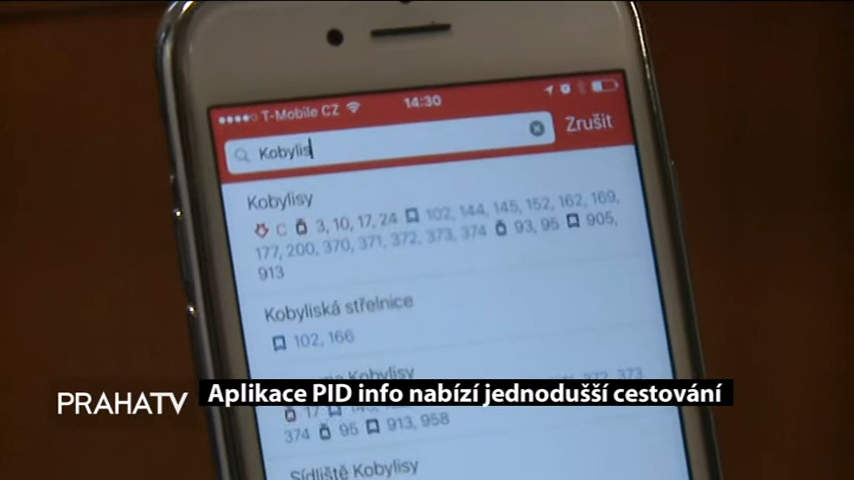 T-Mobile CZ 14:30
Kobylis Zrušit
Kobylisy
C 3, 10, 17, 24 102, 144, 145, 152, 162, 169,
177, 200, 370, 371, 372, 373, 374 93, 95 905,
913
Kobyliská střelnice
102, 166
Kobylisy
PRAHATV Aplikace PID info nabízí jednodušší cestování
17
374 95 913, 958
Sídliště Kobylisy